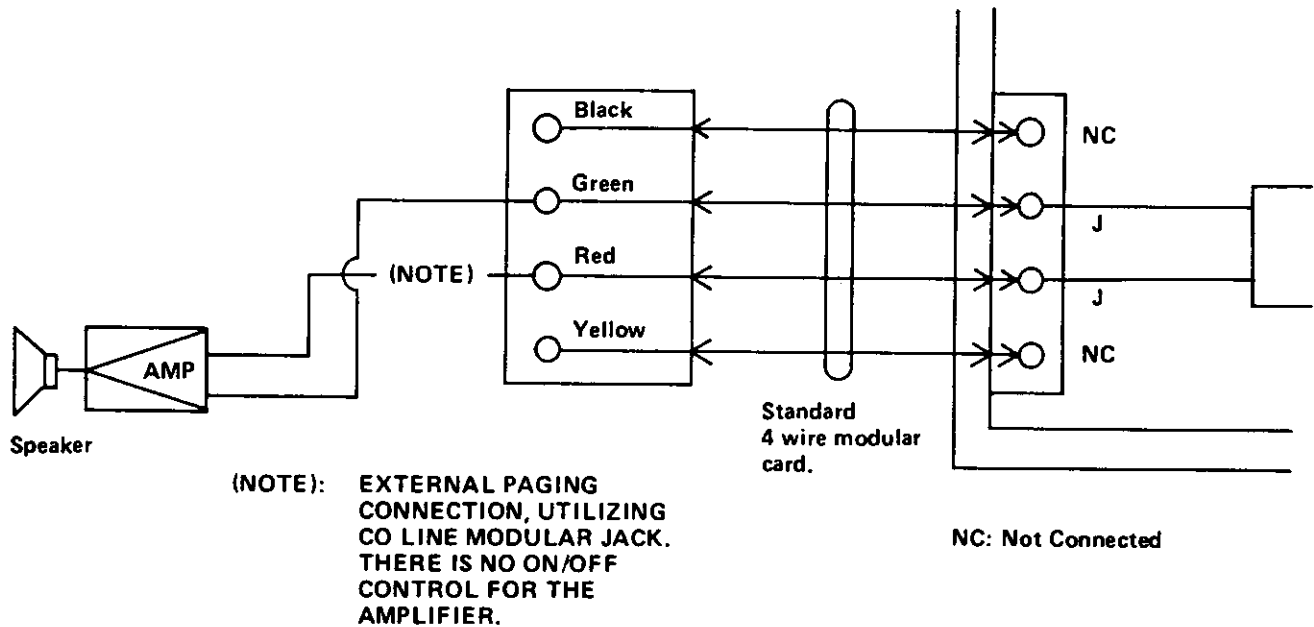 Black
NC
Green
J
Red
(NOTE)
J
Yellow
NC
AMP
Speaker
Standard
4 wire modular
card.
(NOTE): EXTERNAL PAGING
CONNECTION, UTILIZING
CO LINE MODULAR JACK.
THERE IS NO ON/OFF
CONTROL FOR THE
AMPLIFIER.
NC: Not Connected